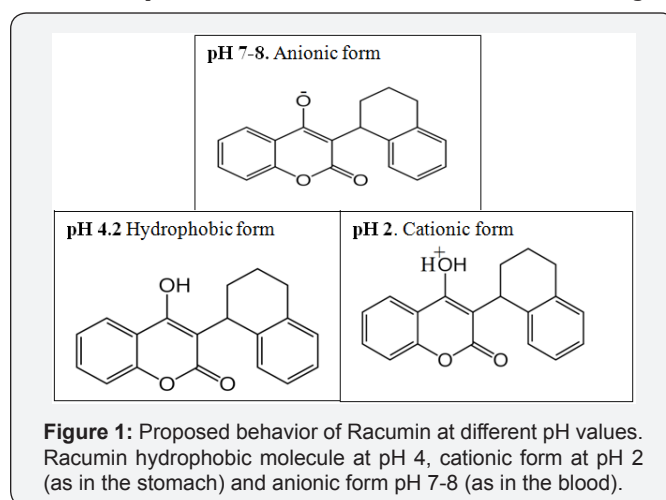 pH 7-8. Anionic form
O-
O
O
pH 4.2 Hydrophobic form
OH
O
O
pH 2. Cationic form
+
HOH
O
O
Figure 1: Proposed behavior of Racumin at different pH values.
Racumin hydrophobic molecule at pH 4, cationic form at pH 2
(as in the stomach) and anionic form pH 7-8 (as in the blood).